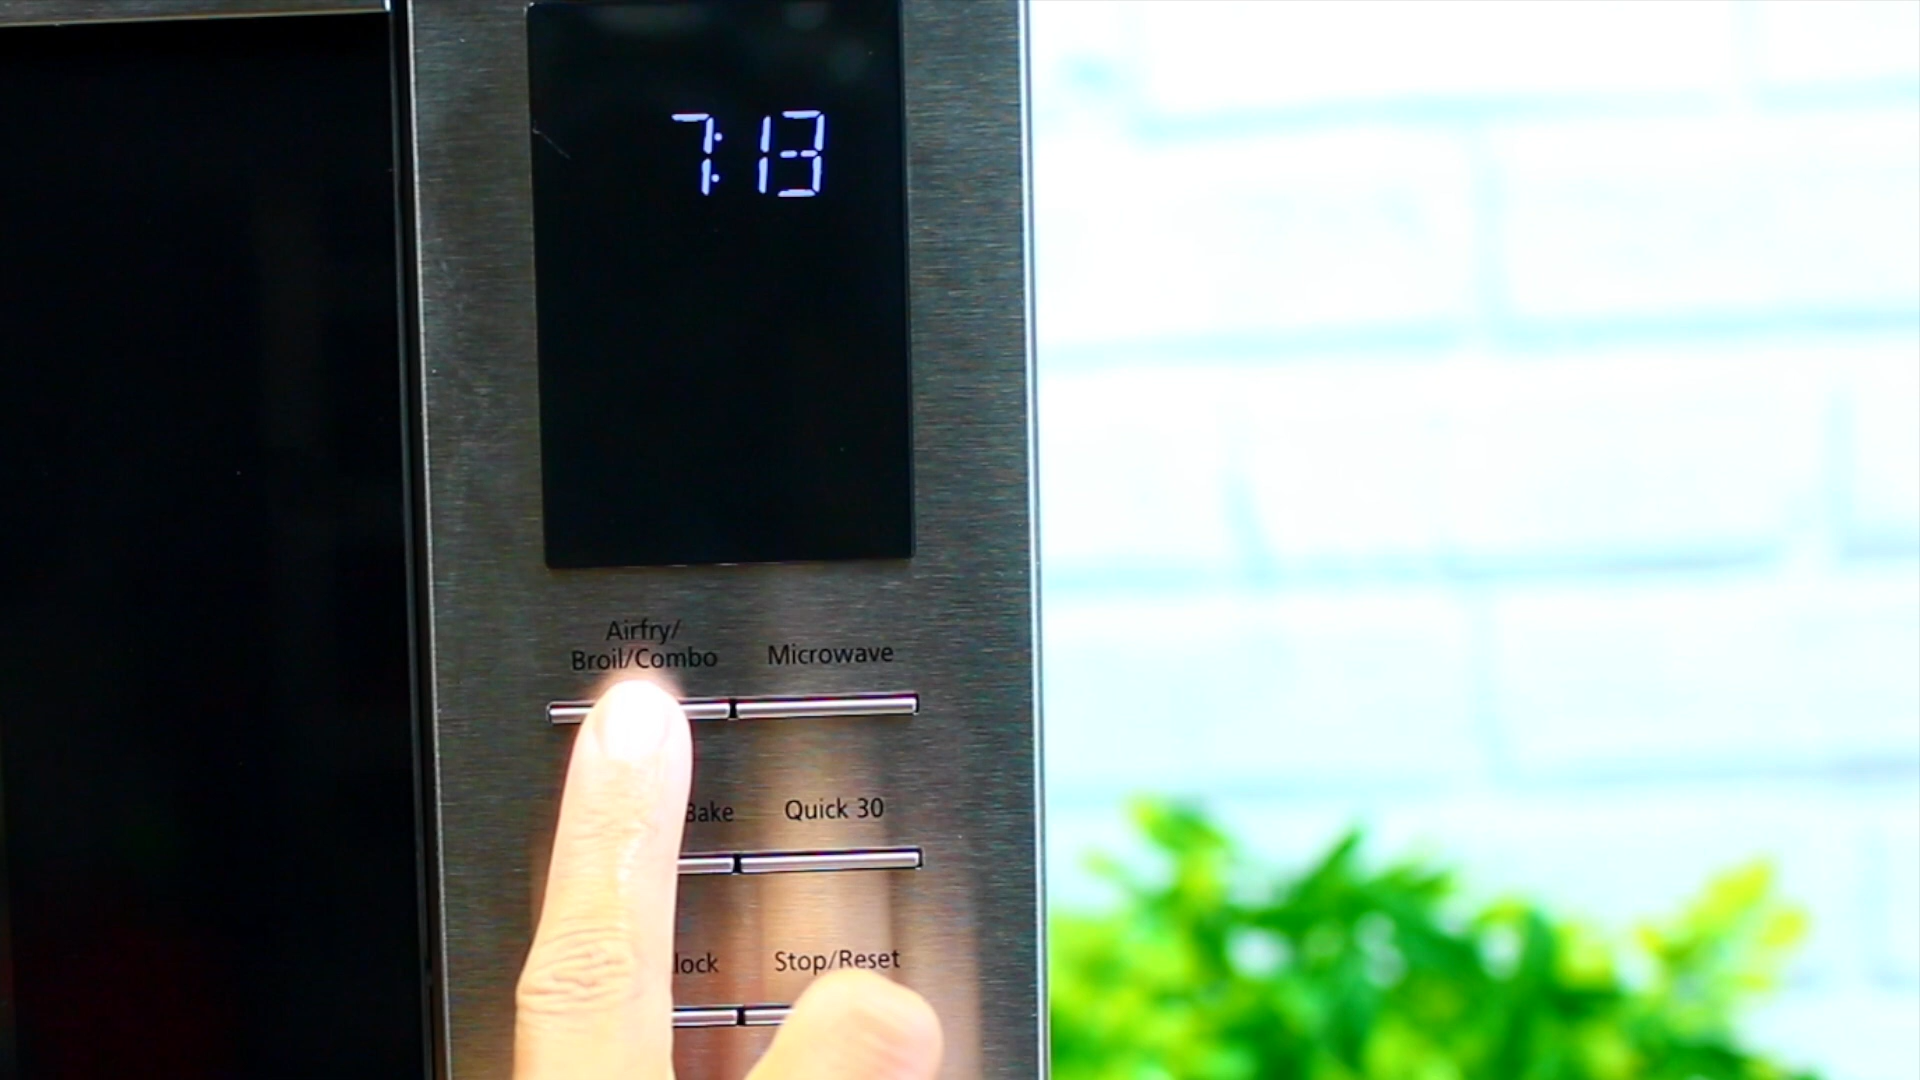 7:13
Airfry/
Broil/Combo
Microwave
Bake
Quick 30
lock
Stop/Reset